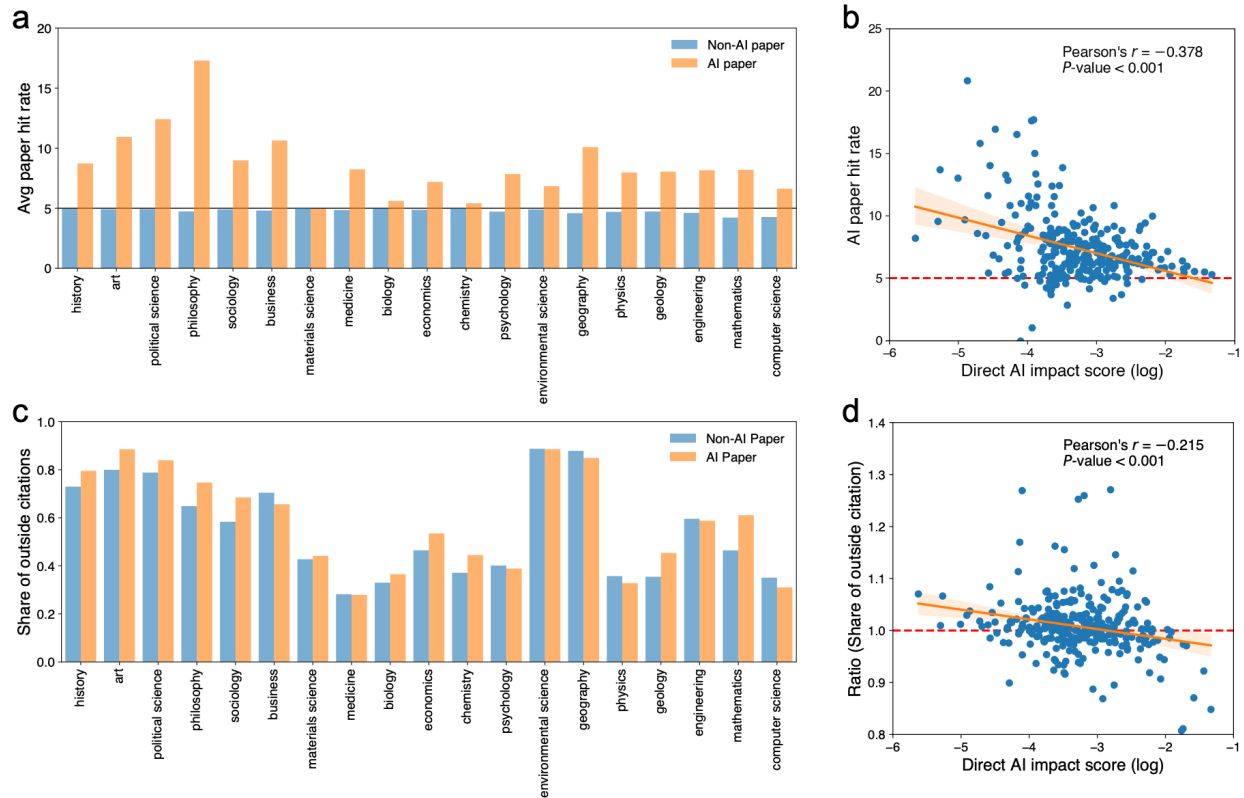 a
Avg paper hit rate
20
15
10
5
0
Non-AI paper
AI paper
history
art
political science
philosophy
sociology
business
materials science
medicine
biology
economics
chemistry
psychology
environmental science
geography
physics
geology
engineering
mathematics
computer science
b
AI paper hit rate
25
20
15
10
5
0
Pearson's r = −0.378
P-value < 0.001
−6 −5 −4 −3 −2 −1
Direct AI impact score (log)
c
Share of outside citations
1.0
0.8
0.6
0.4
0.2
0.0
Non-AI Paper
AI Paper
history
art
political science
philosophy
sociology
business
materials science
medicine
biology
economics
chemistry
psychology
environmental science
geography
physics
geology
engineering
mathematics
computer science
d
Ratio (Share of outside citation)
1.4
1.3
1.2
1.1
1.0
0.9
0.8
Pearson's r = −0.215
P-value < 0.001
−6 −5 −4 −3 −2 −1
Direct AI impact score (log)